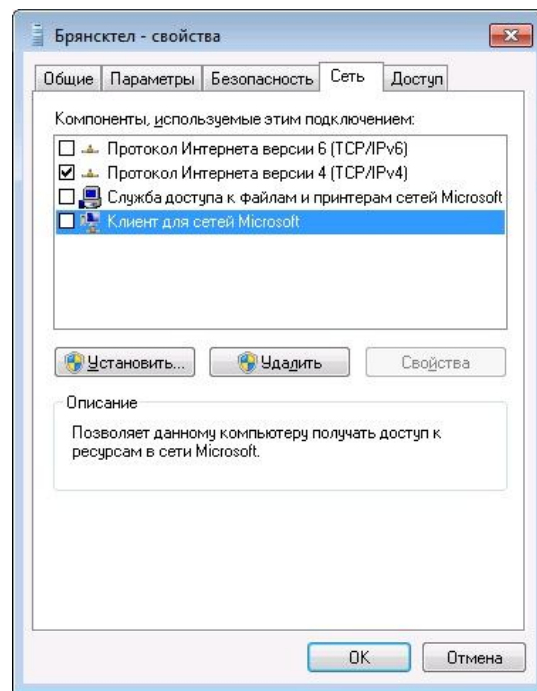 Брянсктел - свойства
Общие Параметры Безопасность Сеть Доступ
Компоненты, используемые этим подключением:
Протокол Интернета версии 6 (TCP/IPv6)
Протокол Интернета версии 4 (TCP/IPv4)
Служба доступа к файлам и принтерам сетей Microsoft
Клиент для сетей Microsoft
Установить... Удалить Свойства
Описание
Позволяет данному компьютеру получать доступ к
ресурсам в сети Microsoft.
OK Отмена